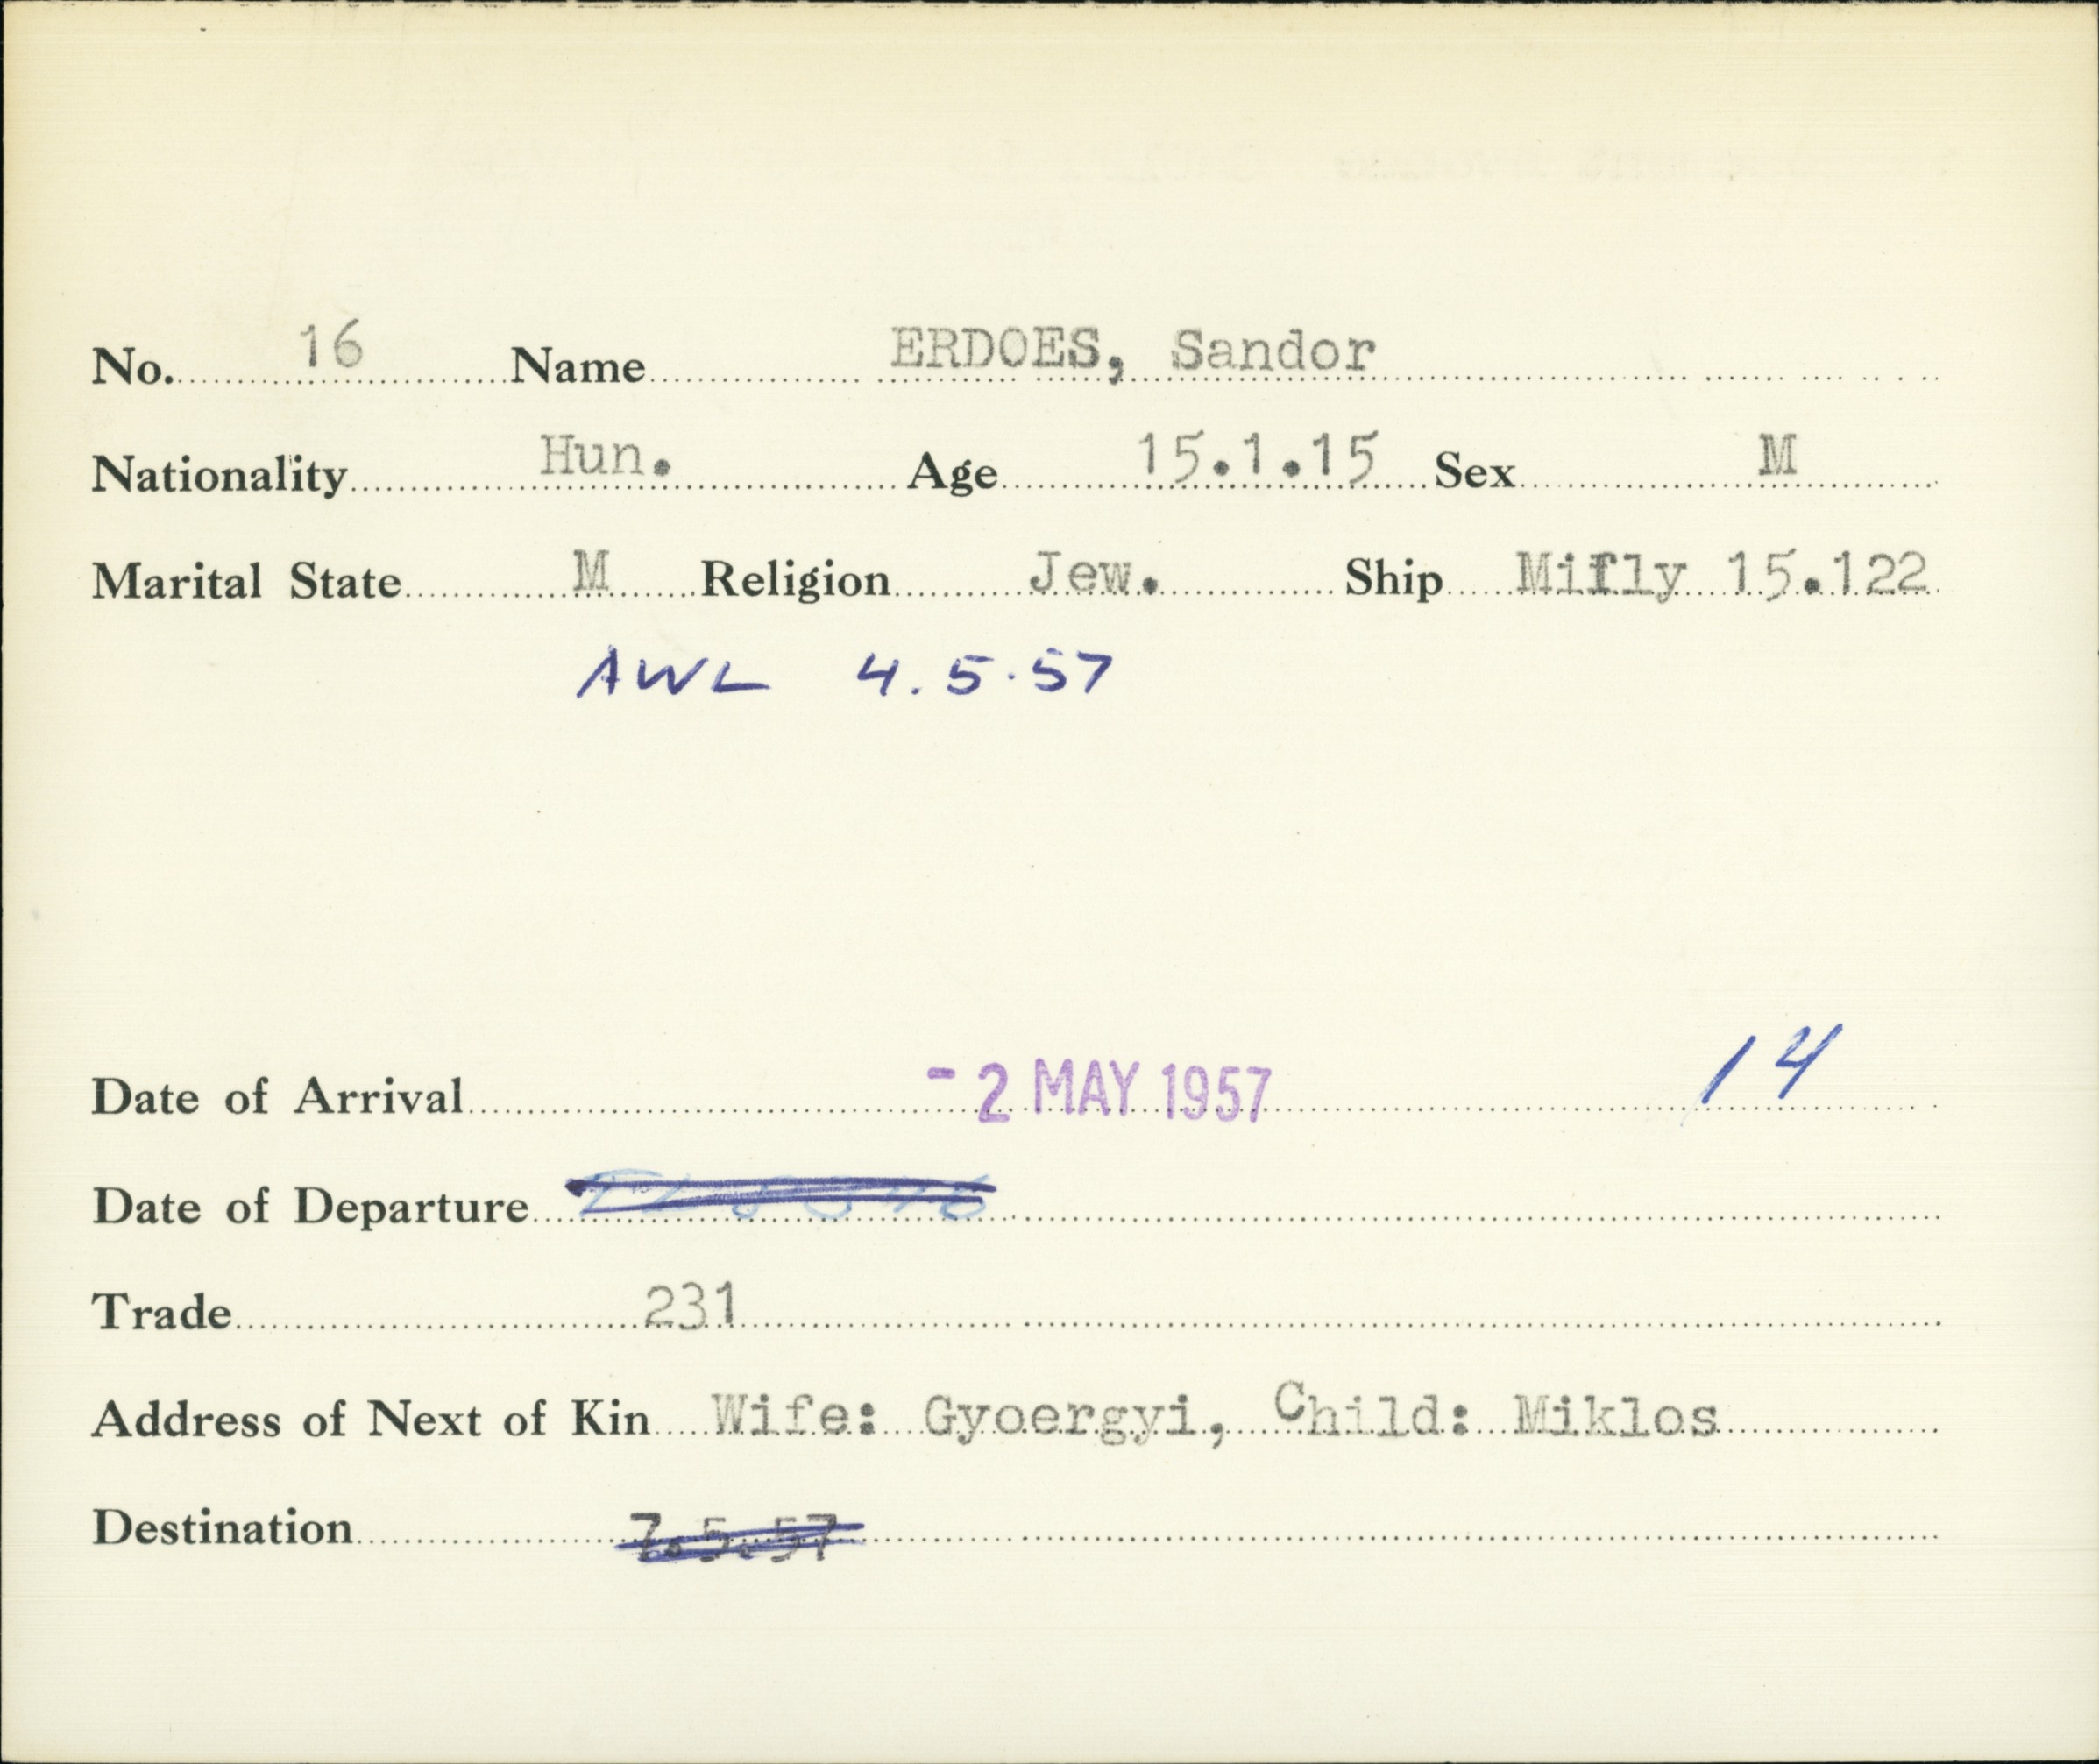 No. 16 Name ERDOES, Sandor
Nationality Hun. Age 15.1.15 Sex M
Marital State M Religion Jew. Ship Mifly 15.122
AWL 4.5.57
14
Date of Arrival - 2 MAY 1957
Date of Departure
Trade 231
Address of Next of Kin Wife: Gyoergyi, Child: Miklos
Destination 7.5.57